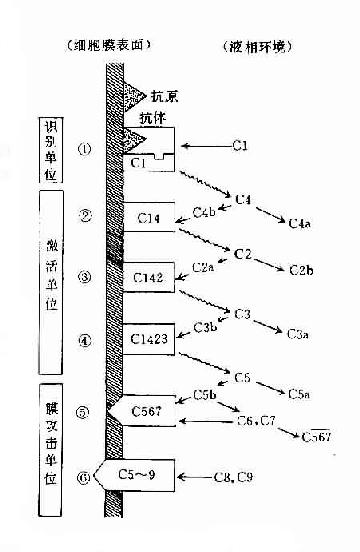 （细胞膜表面） （液相环境）
抗原
抗体
识别单位
① C1 C1
C4
C4b C4a
激活单位
② C14
C2
C2a C2b
③ C142
C3
C3b C3a
④ C1423
C5
C5b C5a
膜攻击单位
⑤ C567
C6,C7
C567
⑥ C5～9 C8,C9